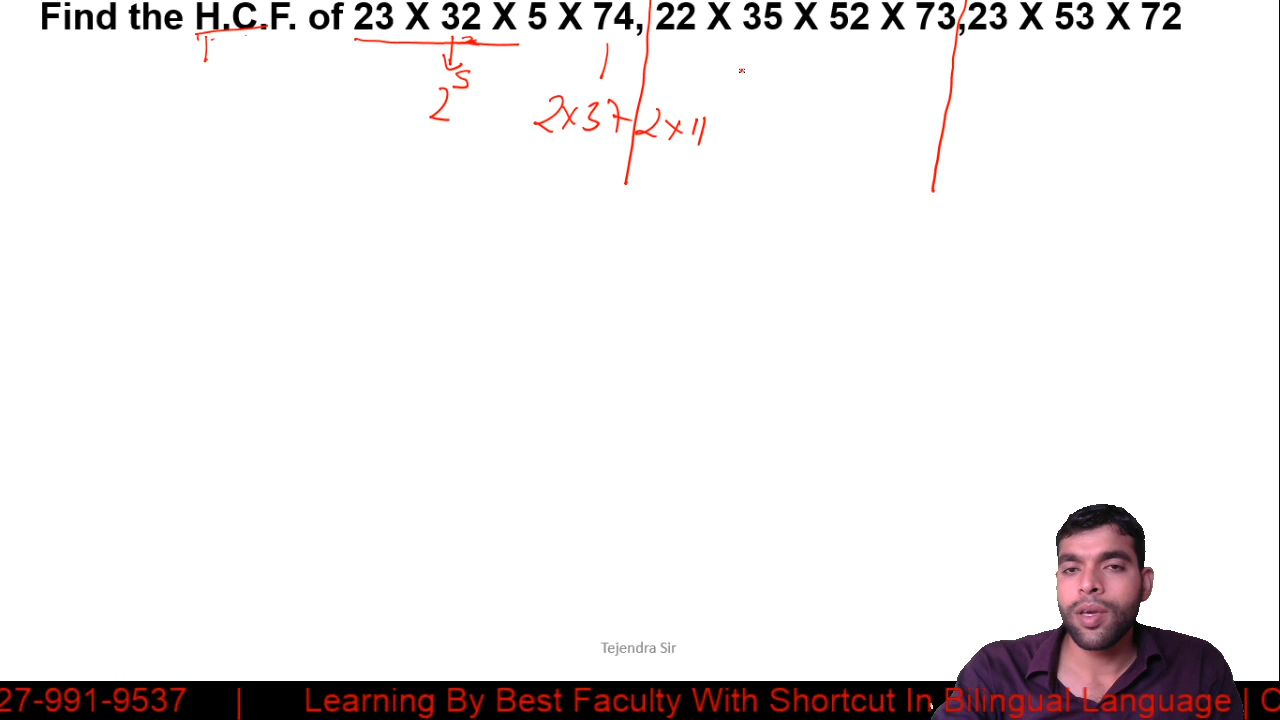 Find the H.C.F. of 23 X 32 X 5 X 74, 22 X 35 X 52 X 73,23 X 53 X 72
2^5 2x37 2x11
Tejendra Sir
27-991-9537 | Learning By Best Faculty With Shortcut In Bilingual Language | C